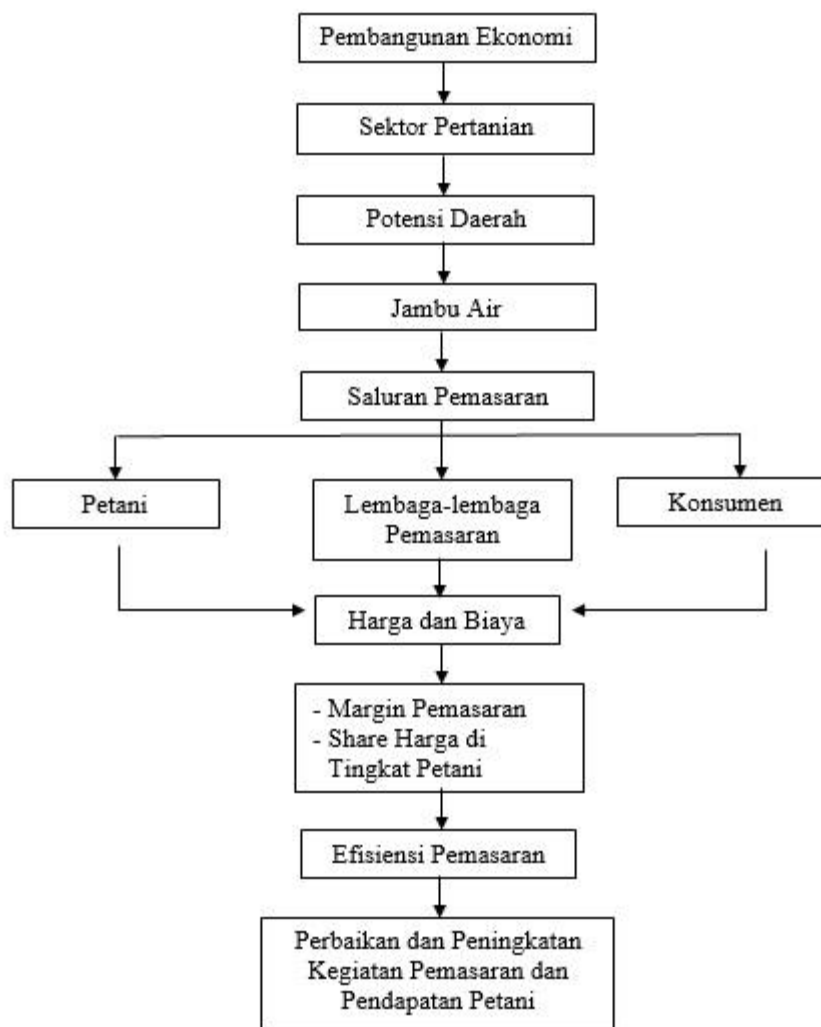 Pembangunan Ekonomi
Sektor Pertanian
Potensi Daerah
Jambu Air
Saluran Pemasaran
Petani
Lembaga-lembaga
Pemasaran
Konsumen
Harga dan Biaya
- Margin Pemasaran
- Share Harga di
Tingkat Petani
Efisiensi Pemasaran
Perbaikan dan Peningkatan
Kegiatan Pemasaran dan
Pendapatan Petani